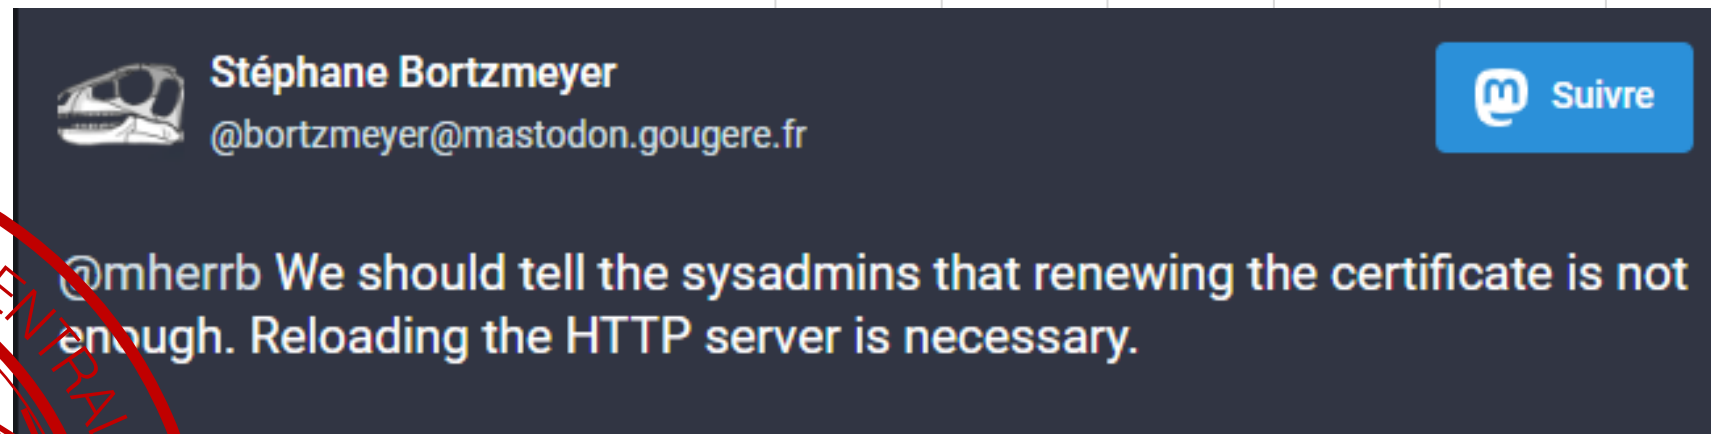 Stéphane Bortzmeyer
@bortzmeyer@mastodon.gougere.fr
Suivre
@mherrb We should tell the sysadmins that renewing the certificate is not
enough. Reloading the HTTP server is necessary.